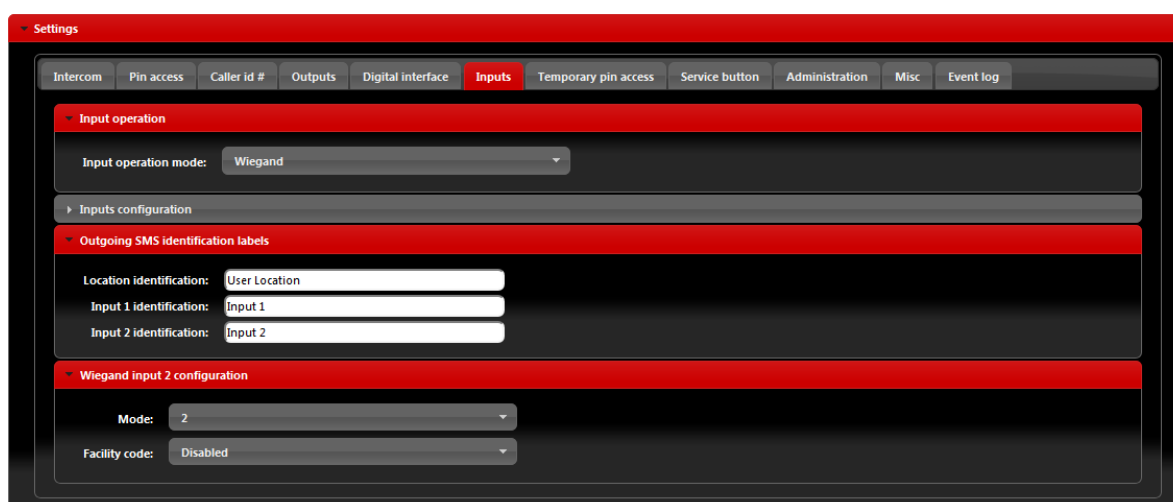 Settings
Intercom Pin access Caller id # Outputs Digital interface Inputs Temporary pin access Service button Administration Misc Event log
Input operation
Input operation mode: Wiegand
Inputs configuration
Outgoing SMS identification labels
Location identification: User Location
Input 1 identification: Input 1
Input 2 identification: Input 2
Wiegand input 2 configuration
Mode: 2
Facility code: Disabled